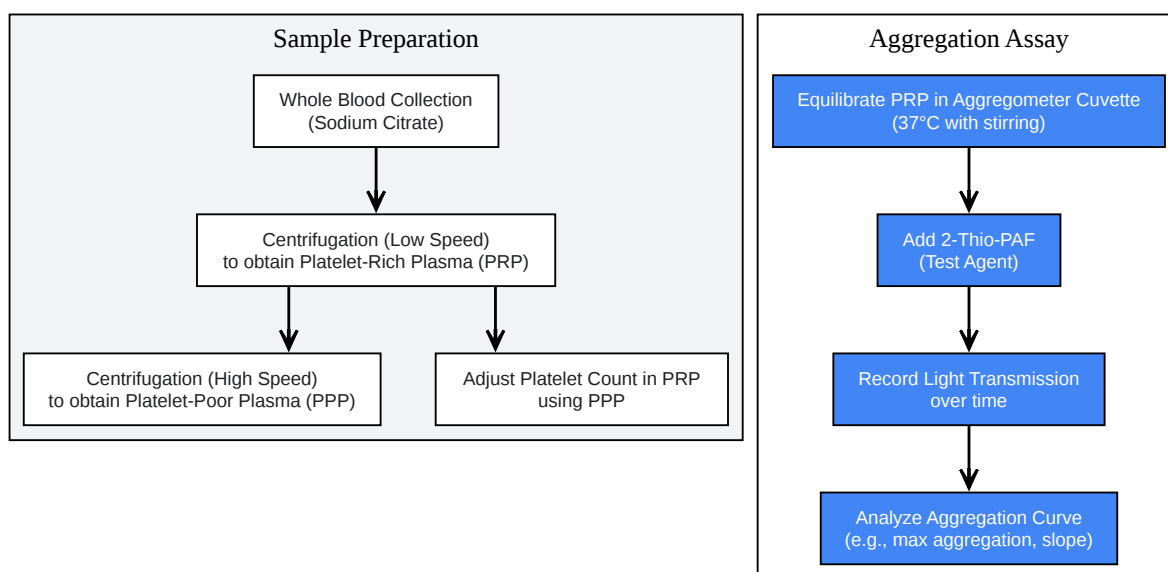 Sample Preparation
Whole Blood Collection
(Sodium Citrate)
Centrifugation (Low Speed)
to obtain Platelet-Rich Plasma (PRP)
Centrifugation (High Speed)
to obtain Platelet-Poor Plasma (PPP)
Adjust Platelet Count in PRP
using PPP
Aggregation Assay
Equilibrate PRP in Aggregometer Cuvette
(37°C with stirring)
Add 2-Thio-PAF
(Test Agent)
Record Light Transmission
over time
Analyze Aggregation Curve
(e.g., max aggregation, slope)